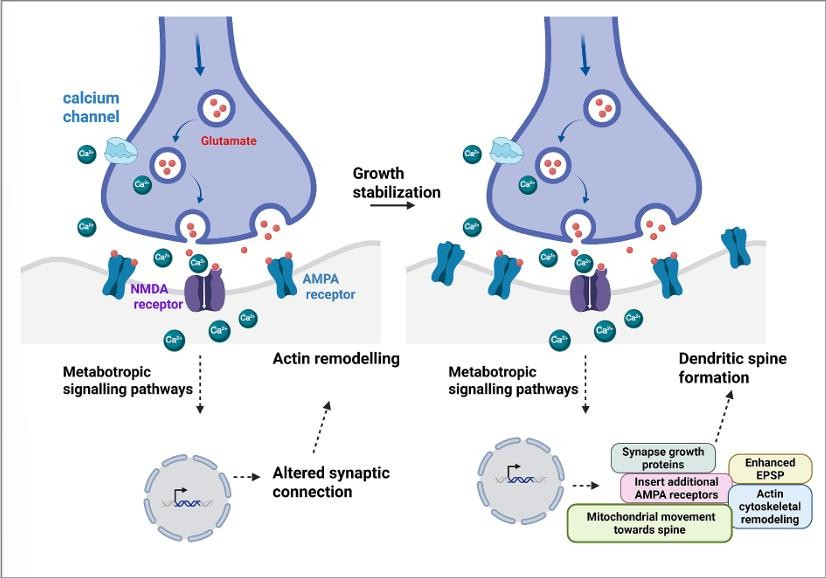 calcium
channel
Glutamate
Ca²⁺
Ca²⁺
Ca²⁺
Ca²⁺
Ca²⁺
NMDA
receptor
AMPA
receptor
Ca²⁺
Ca²⁺
Ca²⁺
Metabotropic
signalling pathways
Actin remodelling
Altered synaptic
connection
Growth
stabilization
Ca²⁺
Ca²⁺
Ca²⁺
Ca²⁺
Ca²⁺
Ca²⁺
Ca²⁺
Ca²⁺
Metabotropic
signalling pathways
Dendritic spine
formation
Synapse growth
proteins
Enhanced
EPSP
Insert additional
AMPA receptors
Actin
cytoskeletal
remodeling
Mitochondrial movement
towards spine